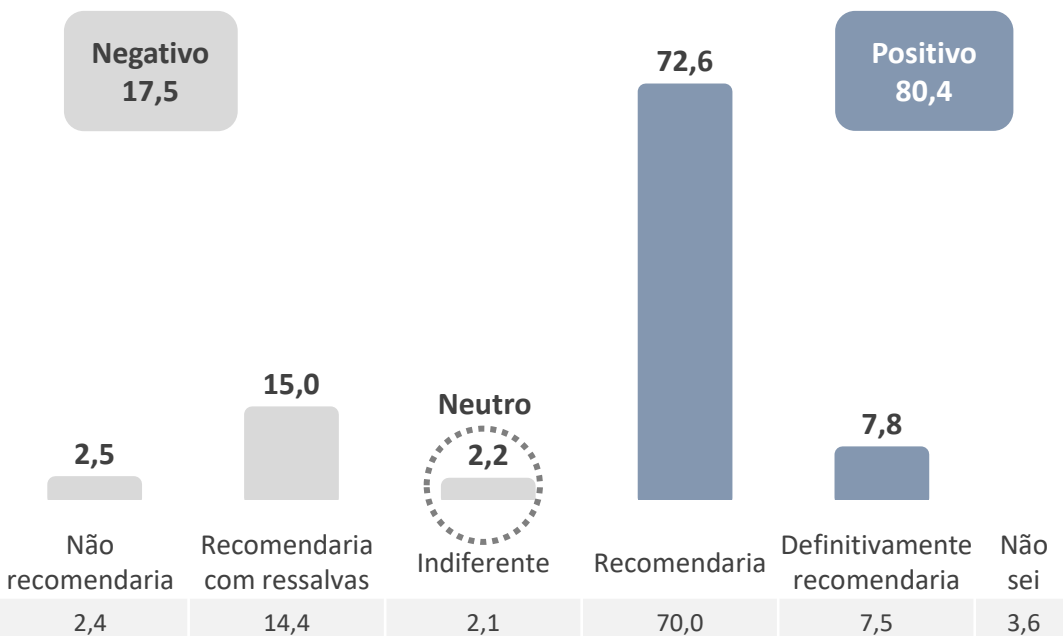 Negativo
17,5
72,6
Positivo
80,4
15,0
Neutro
7,8
2,5
2,2
Não
recomendaria
Recomendaria
com ressalvas
Indiferente
Recomendaria
Definitivamente
recomendaria
Não
sei
2,4
14,4
2,1
70,0
7,5
3,6